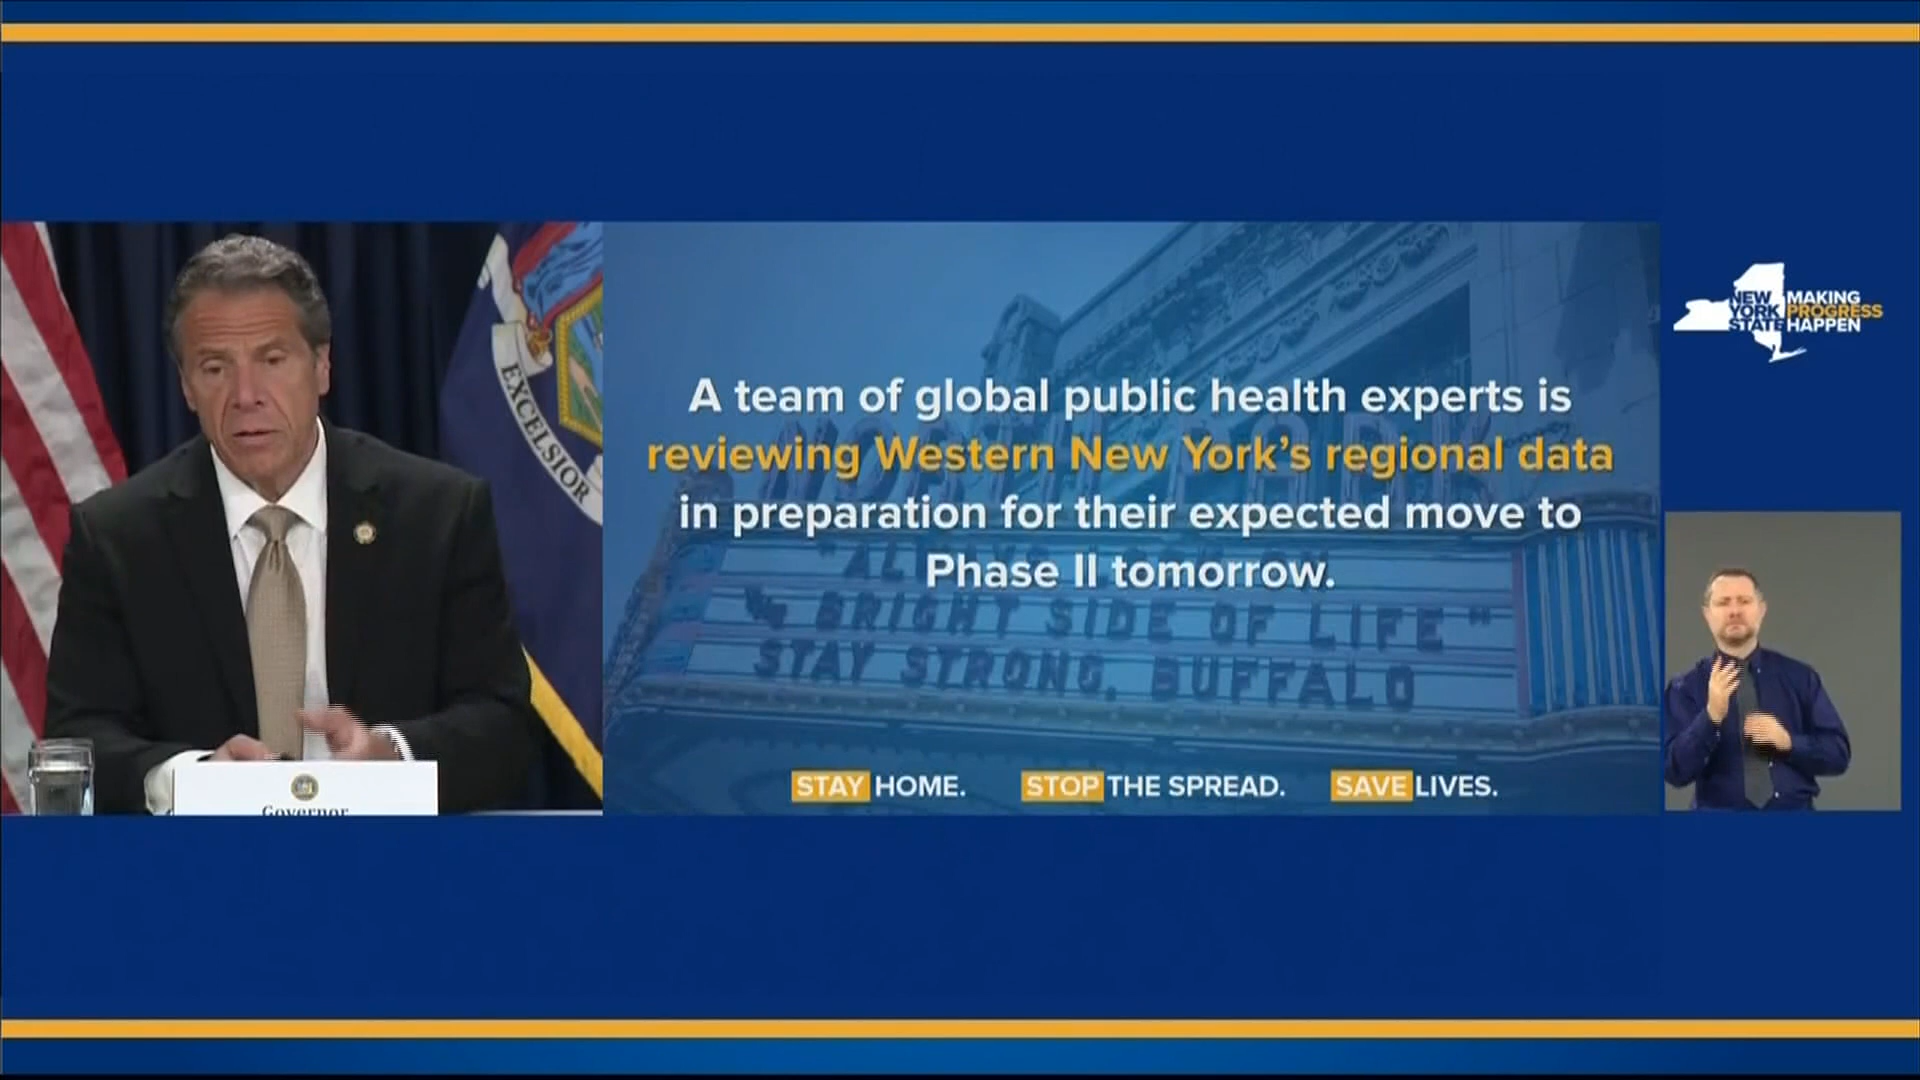 EXCELSIOR
Governor
A team of global public health experts is
reviewing Western New York's regional data
in preparation for their expected move to
Phase II tomorrow.
NORTH PARK
BRIGHT SIDE OF LIFE"
STAY STRONG, BUFFALO
STAY HOME. STOP THE SPREAD. SAVE LIVES.
NEW
YORK
STATE
MAKING
PROGRESS
HAPPEN